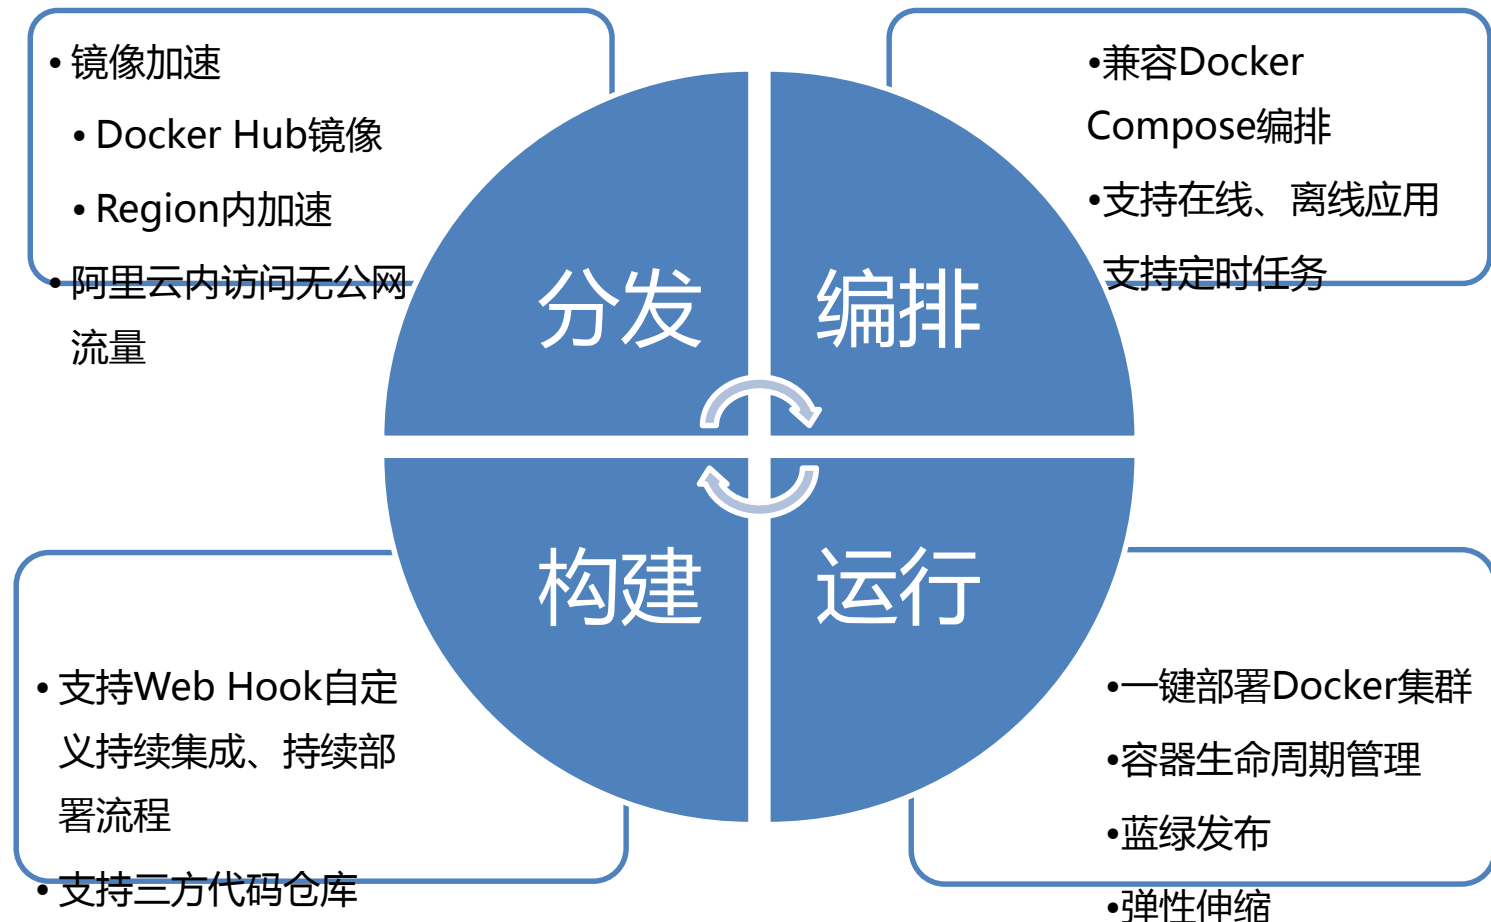 • 镜像加速
• Docker Hub镜像
• Region内加速
• 阿里云内访问无公网
流量
•兼容Docker
Compose编排
•支持在线、离线应用
支持定时任务
分发
编排
构建
运行
• 支持Web Hook自定
义持续集成、持续部
署流程
• 支持三方代码仓库
•一键部署Docker集群
•容器生命周期管理
•蓝绿发布
•弹性伸缩